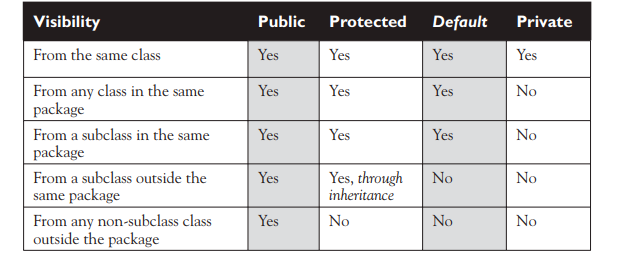 Visibility Public Protected Default Private
From the same class Yes Yes Yes Yes
From any class in the same Yes Yes Yes No
package
From a subclass in the same Yes Yes Yes No
package
From a subclass outside the Yes Yes, through No No
same package inheritance
From any non-subclass class Yes No No No
outside the package